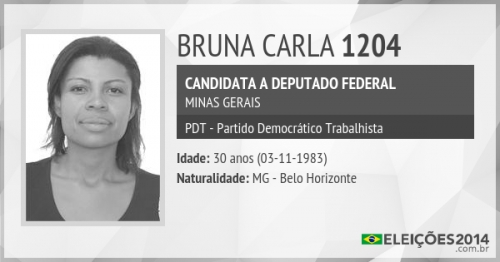 BRUNA CARLA 1204
CANDIDATA A DEPUTADO FEDERAL
MINAS GERAIS
PDT - Partido Democrático Trabalhista
Idade: 30 anos (03-11-1983)
Naturalidade: MG - Belo Horizonte
ELEIÇÕES2014
.com.br